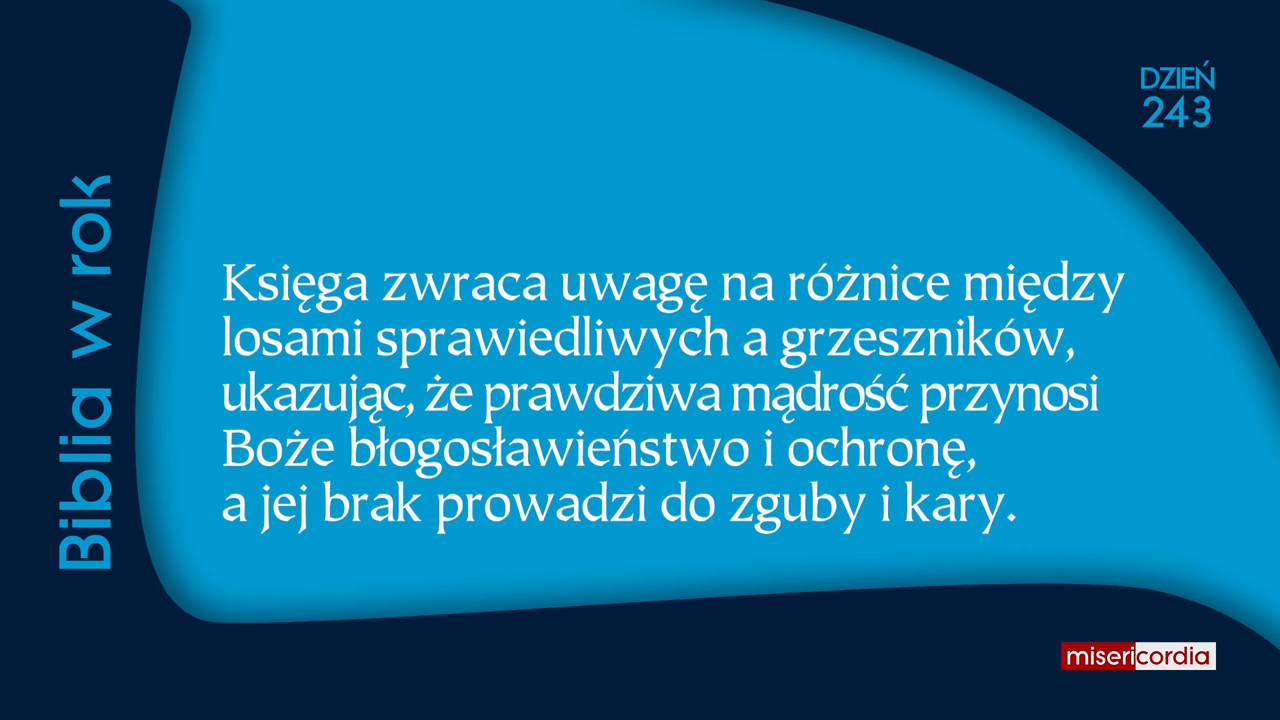 DZIEŃ
243
Biblia w rok
Księga zwraca uwagę na różnice między
losami sprawiedliwych a grzeszników,
ukazując, że prawdziwa mądrość przynosi
Boże błogosławieństwo i ochronę,
a jej brak prowadzi do zguby i kary.
misericordia